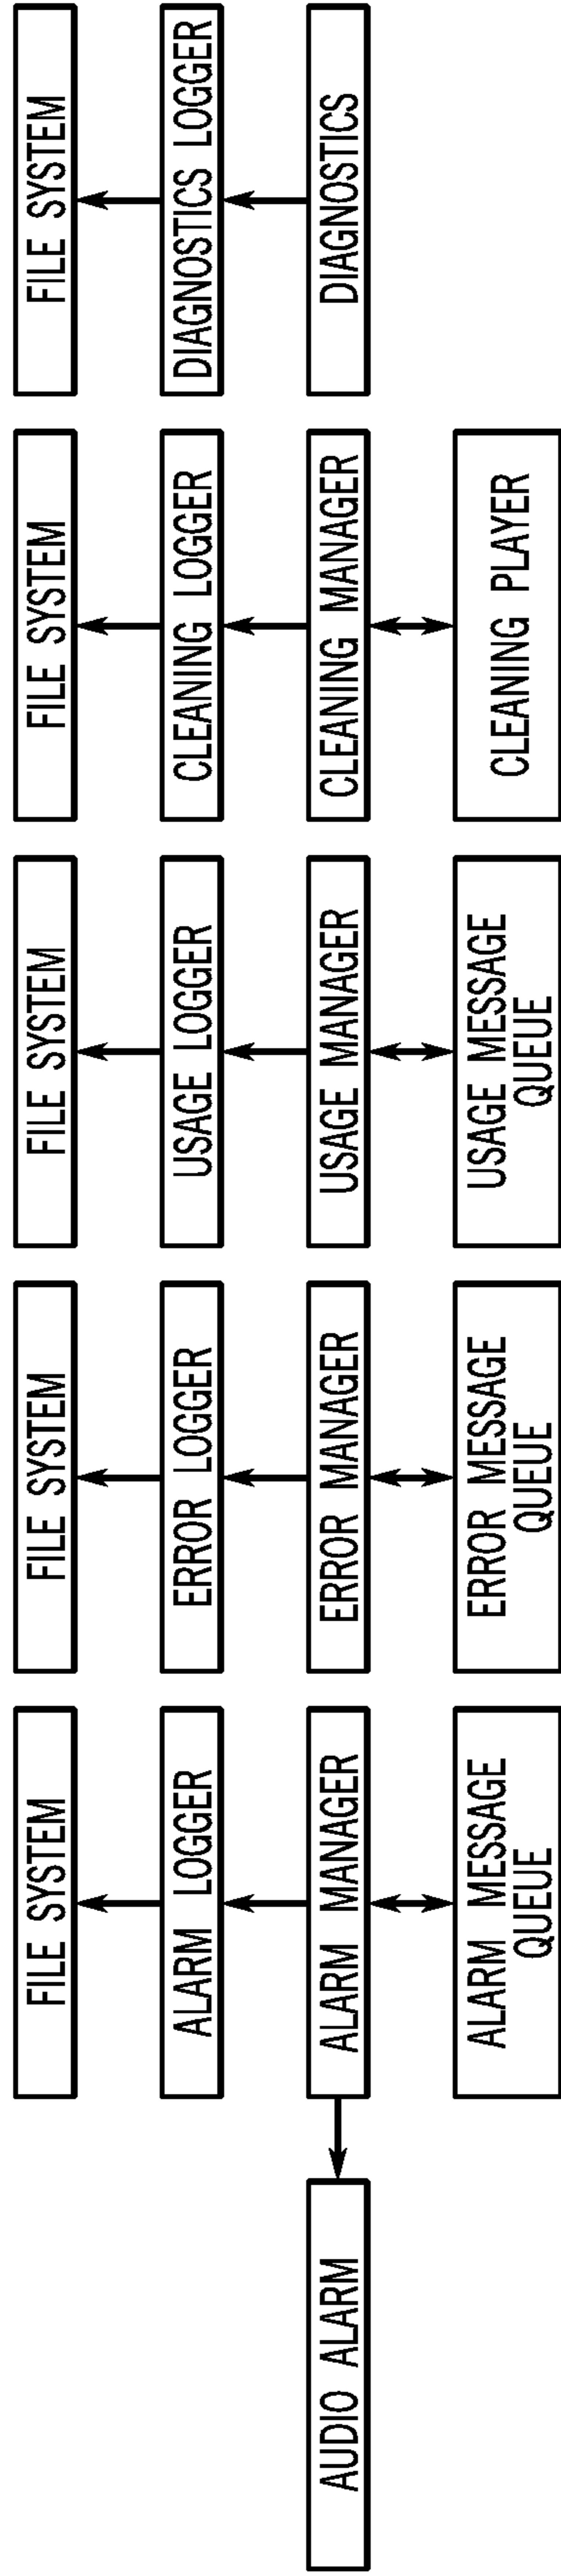 FILE SYSTEM
FILE SYSTEM
FILE SYSTEM
FILE SYSTEM
FILE SYSTEM
ALARM LOGGER
ERROR LOGGER
USAGE LOGGER
CLEANING LOGGER
DIAGNOSTICS LOGGER
AUDIO ALARM
ALARM MANAGER
ERROR MANAGER
USAGE MANAGER
CLEANING MANAGER
DIAGNOSTICS
ALARM MESSAGE
QUEUE
ERROR MESSAGE
QUEUE
USAGE MESSAGE
QUEUE
CLEANING PLAYER